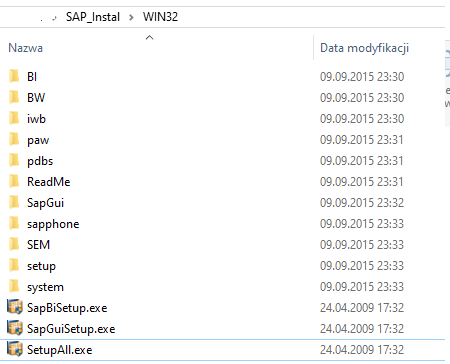 SAP_Instal > WIN32
Nazwa Data modyfikacji
BI 09.09.2015 23:30
BW 09.09.2015 23:30
iwb 09.09.2015 23:30
paw 09.09.2015 23:31
pdbs 09.09.2015 23:31
ReadMe 09.09.2015 23:31
SapGui 09.09.2015 23:32
sapphone 09.09.2015 23:33
SEM 09.09.2015 23:33
setup 09.09.2015 23:33
system 09.09.2015 23:33
SapBiSetup.exe 24.04.2009 17:32
SapGuiSetup.exe 24.04.2009 17:32
SetupAll.exe 24.04.2009 17:32